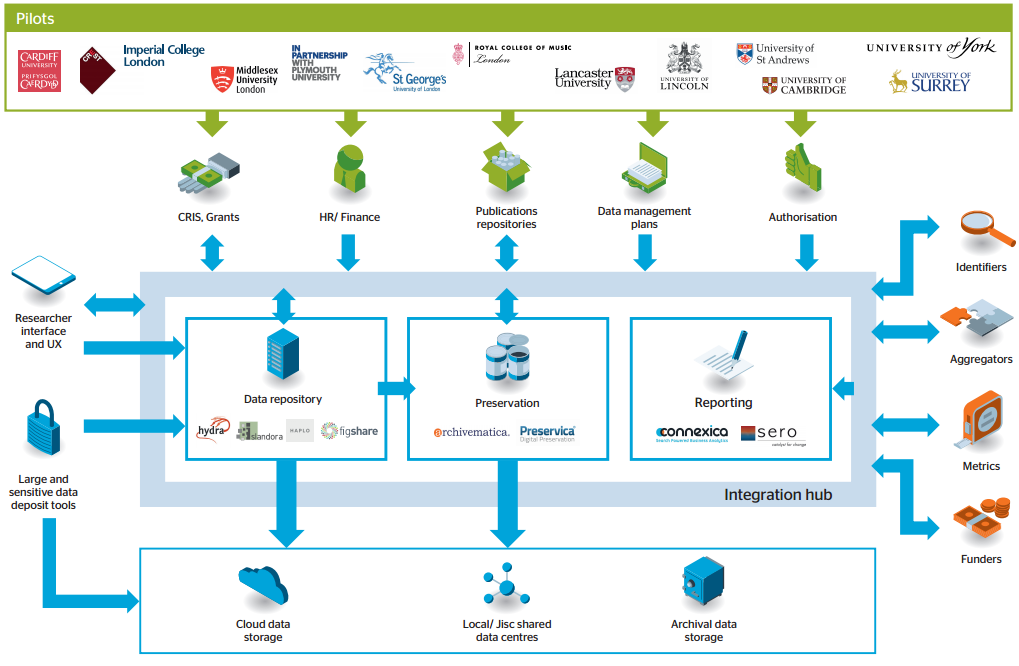 Pilots
CARDIFF
UNIVERSITY
PRIFYSGOL
CAERDYDD
CREST
Imperial College
London
Middlesex
University
London
IN
PARTNERSHIP
WITH
PLYMOUTH
UNIVERSITY
St George's
University of London
ROYAL COLLEGE OF MUSIC
London
Lancaster
University
UNIVERSITY OF
LINCOLN
University of
St Andrews
UNIVERSITY OF
CAMBRIDGE
UNIVERSITY of York
UNIVERSITY OF
SURREY
CRIS, Grants
HR/ Finance
Publications
repositories
Data management
plans
Authorisation
Identifiers
Aggregators
Metrics
Funders
Researcher
interface
and UX
Large and
sensitive data
deposit tools
Data repository
hydra
islandora
HAPLO
figshare
Preservation
archivematica.
Preservica
Digital Preservation
Reporting
connexica
Search Powered Business Analytics
sero
catalyst for change
Integration hub
Cloud data
storage
Local/ Jisc shared
data centres
Archival data
storage